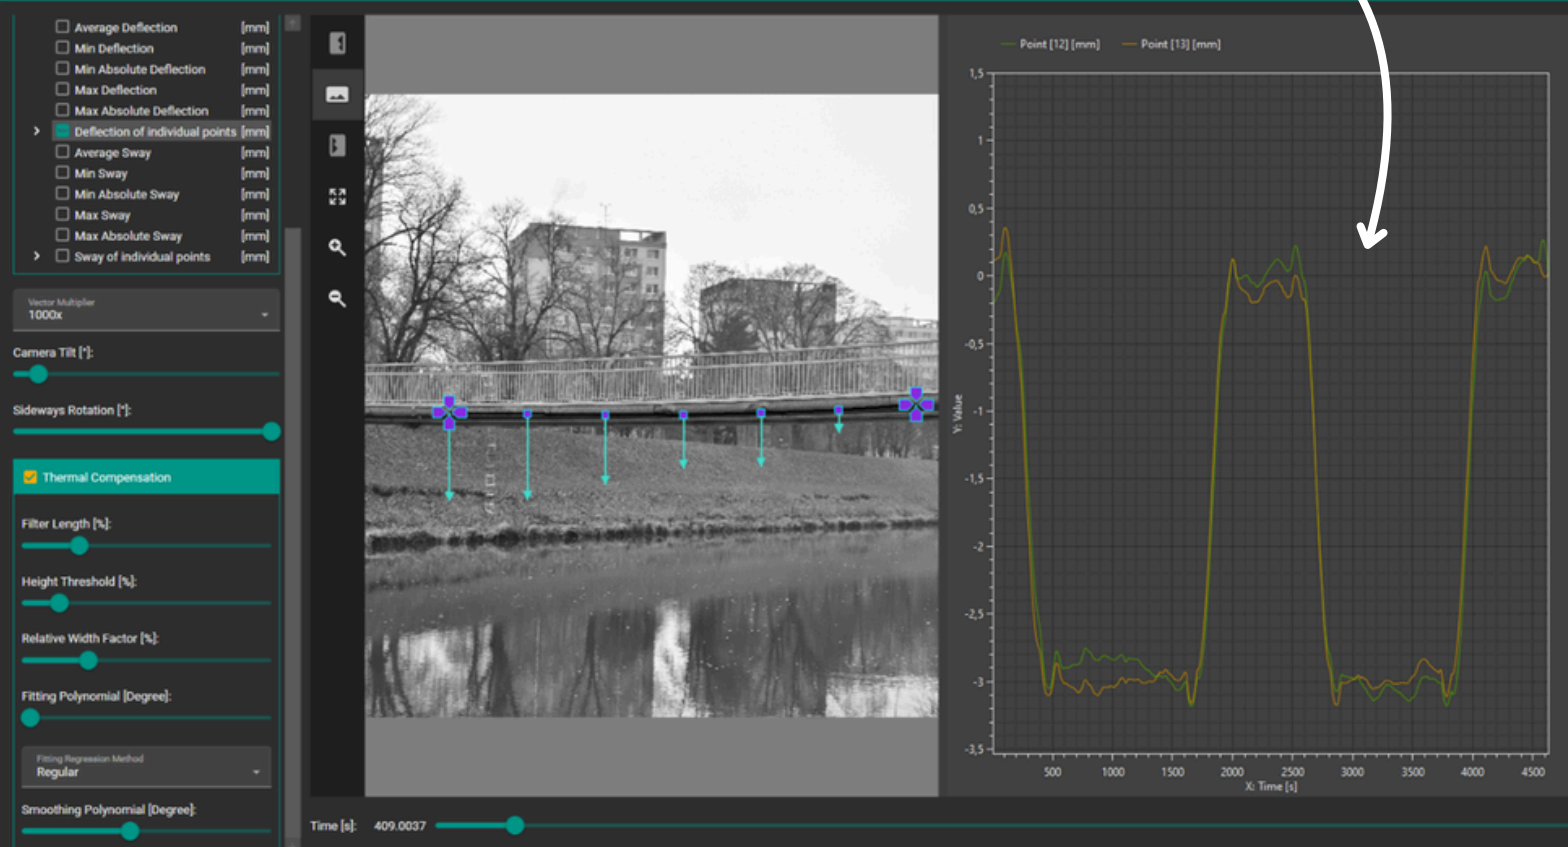 Average Deflection [mm]
Min Deflection [mm]
Min Absolute Deflection [mm]
Max Deflection [mm]
Max Absolute Deflection [mm]
Deflection of individual points [mm]
Average Sway [mm]
Min Sway [mm]
Min Absolute Sway [mm]
Max Sway [mm]
Max Absolute Sway [mm]
Sway of individual points [mm]
Vector Multiplier
1000x
Camera Tilt [°]:
Sideways Rotation [°]:
Thermal Compensation
Filter Length [%]:
Height Threshold [%]:
Relative Width Factor [%]:
Fitting Polynomial [Degree]:
Fitting Regression Method
Regular
Smoothing Polynomial [Degree]:
Time [s]: 409.0037
Point [12] [mm] Point [13] [mm]
1,5
1
0,5
0
-0,5
-1
-1,5
-2
-2,5
-3
-3,5
Y: Value
500 1000 1500 2000 2500 3000 3500 4000 4500
X: Time [s]